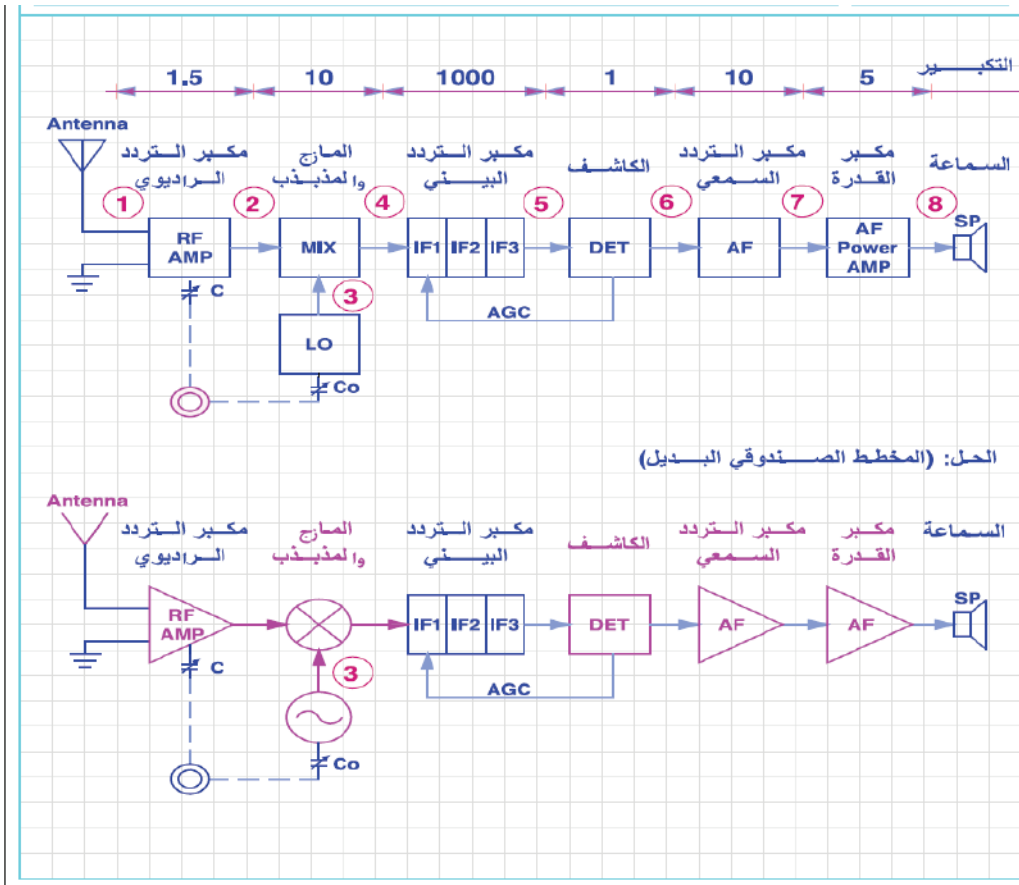 التكبير 1.5 10 1000 1 10 5
Antenna
مكبر التردد
الراديوي
المازج
والمذبذب
مكبر التردد
البيني
الكاشف
مكبر التردد
السمعي
مكبر
القدرة
السماعة
1 2 4 5 6 7 8
RF
AMP
MIX
IF1 IF2 IF3
DET
AF
AF
Power
AMP
SP
C
3
AGC
LO
Co
الحل: (المخطط الصندوقي البديل)
Antenna
مكبر التردد
الراديوي
المازج
والمذبذب
مكبر التردد
البيني
الكاشف
مكبر التردد
السمعي
مكبر
القدرة
السماعة
RF
AMP
IF1 IF2 IF3
DET
AF
AF
SP
C
3
AGC
Co